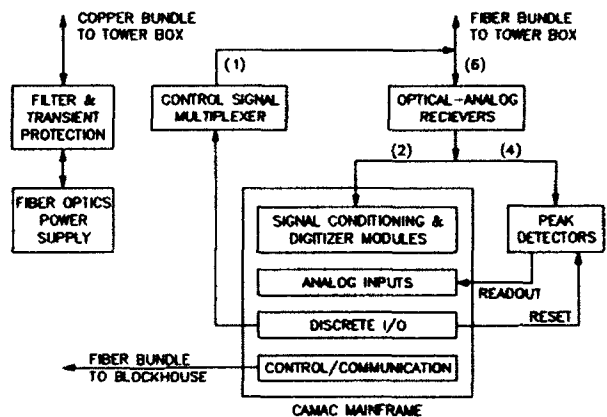 COPPER BUNDLE
TO TOWER BOX
FIBER BUNDLE
TO TOWER BOX
(1)
(6)
FILTER &
TRANSIENT
PROTECTION
CONTROL SIGNAL
MULTIPLEXER
OPTICAL-ANALOG
RECIEVERS
(2)
(4)
FIBER OPTICS
POWER
SUPPLY
SIGNAL CONDITIONING &
DIGITIZER MODULES
PEAK
DETECTORS
ANALOG INPUTS
READOUT
DISCRETE I/O
RESET
FIBER BUNDLE
TO BLOCKHOUSE
CONTROL/COMMUNICATION
CAMAC MAINFRAME